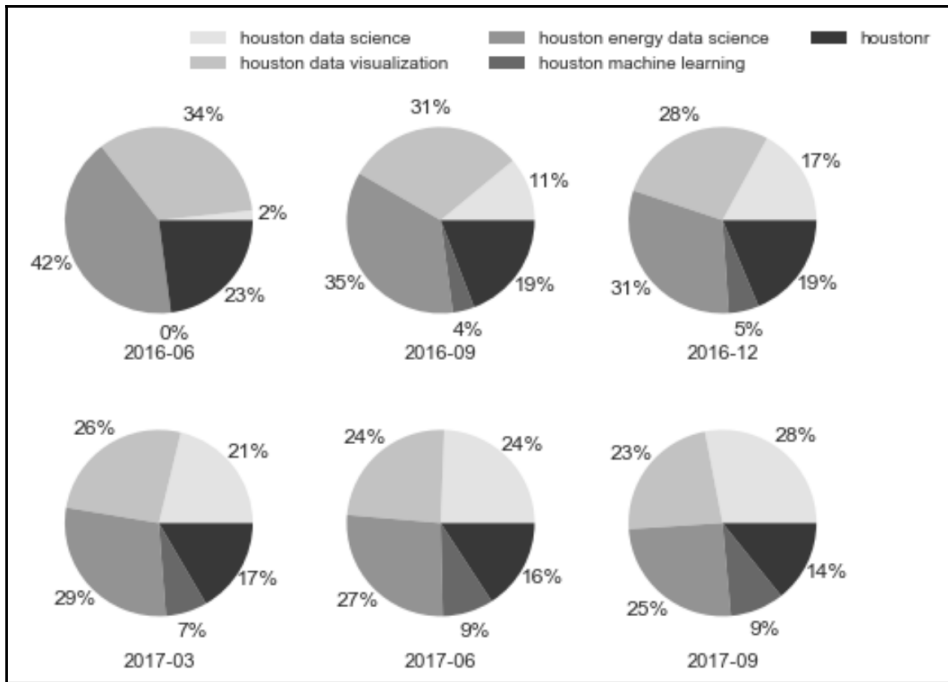 houston data science houston energy data science houstonr
houston data visualization houston machine learning
34% 31% 28%
2% 11% 17%
42% 23% 35% 19% 31% 19%
0% 4% 5%
2016-06 2016-09 2016-12
26% 21% 24% 24% 23% 28%
29% 17% 27% 16% 25% 14%
7% 9% 9%
2017-03 2017-06 2017-09